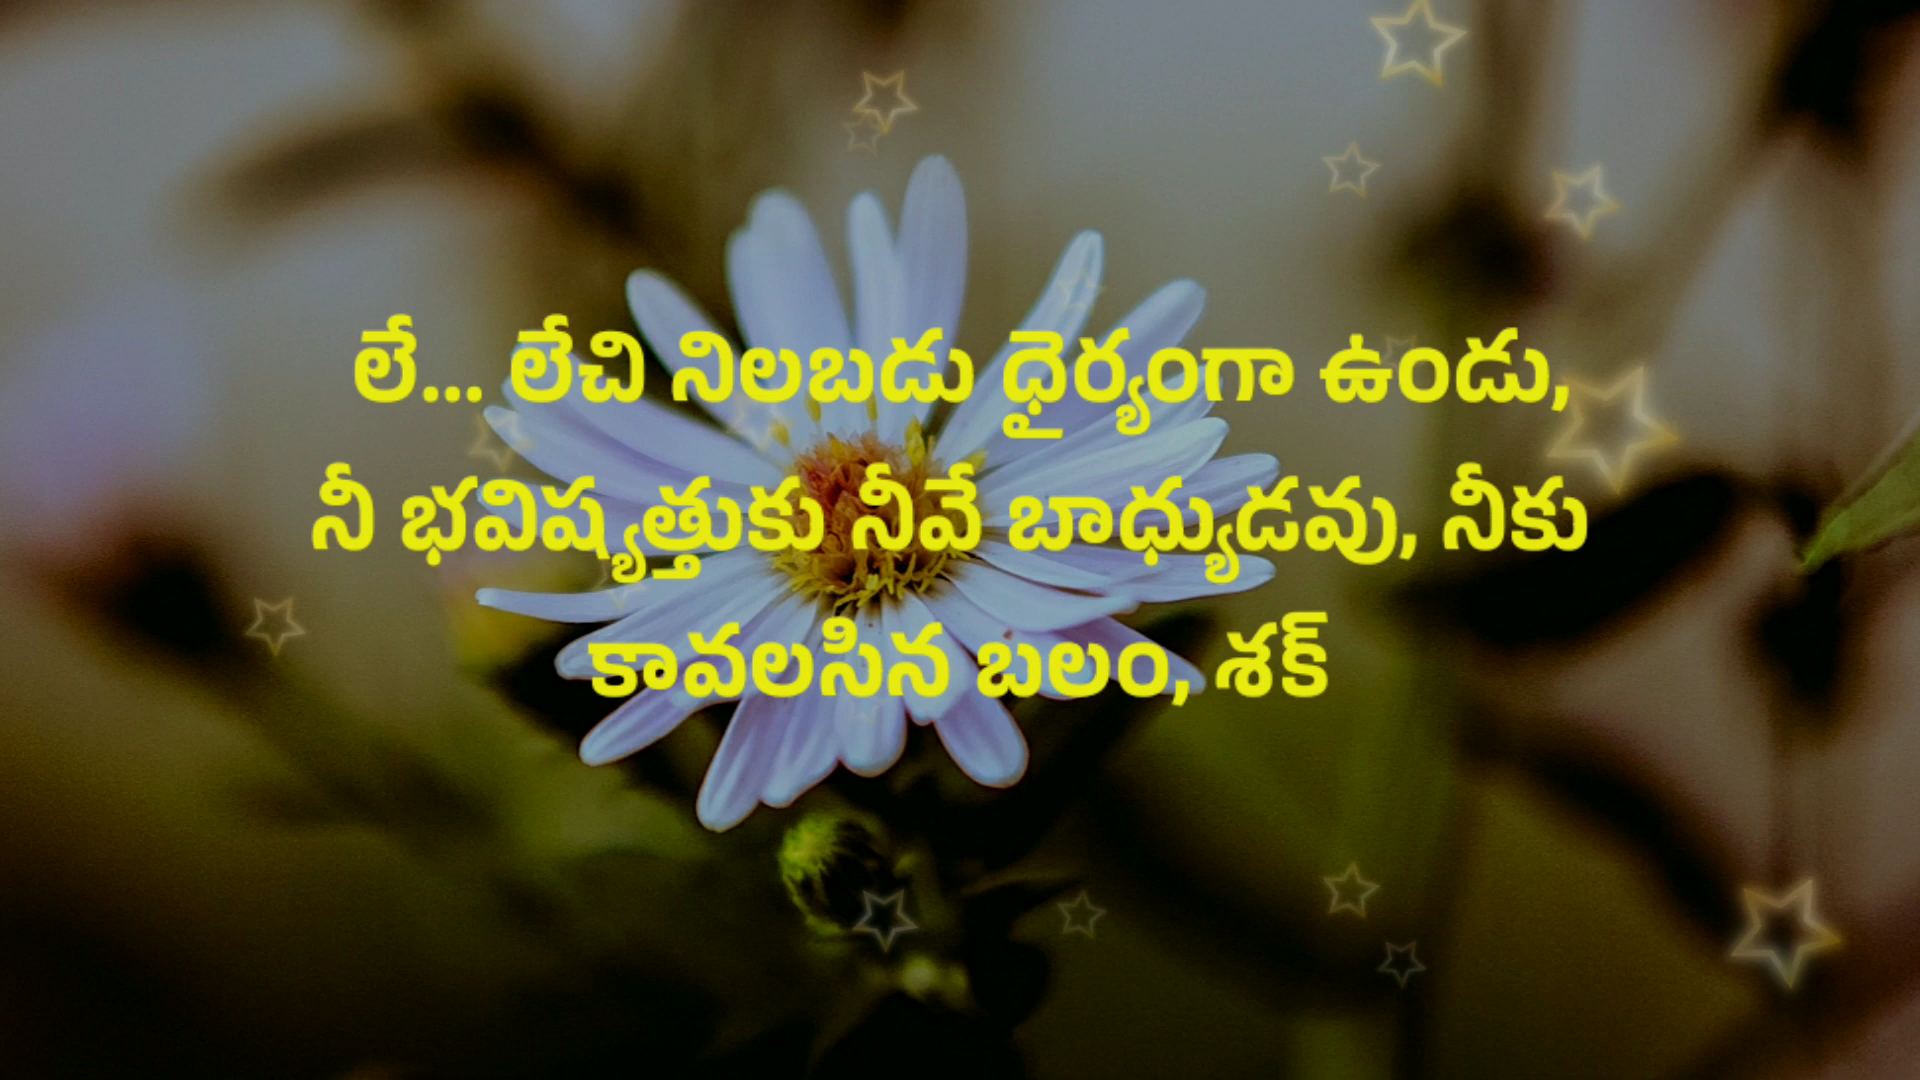 లే... లేచి నిలబడు ధైర్యంగా ఉండు,
నీ భవిష్యత్తుకు నీవే బాధ్యుడవు, నీకు
కావలసిన బలం, శక్